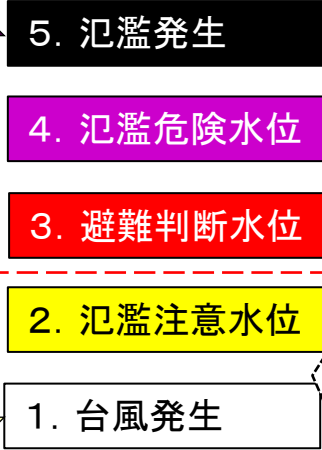 ５．氾濫発生
４．氾濫危険水位
３．避難判断水位
２．氾濫注意水位
１．台風発生